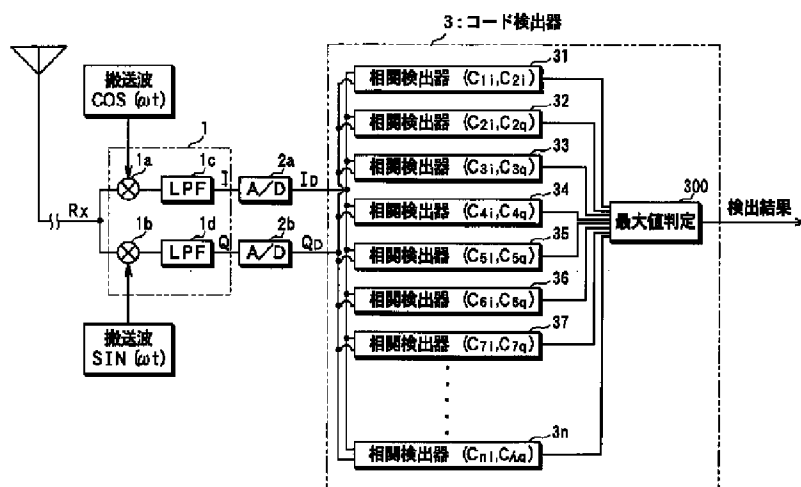 3:コード検出器
搬送波
COS(ωt)
1
1a
1c
LPF
I
2a
A/D
ID
Rx
1b
1d
LPF
Q
2b
A/D
QD
搬送波
SIN(ωt)
31
相関検出器 (C1i,C2i)
32
相関検出器 (C2i,C2q)
33
相関検出器 (C3i,C3q)
34
相関検出器 (C4i,C4q)
35
相関検出器 (C5i,C5q)
36
相関検出器 (C6i,C6q)
37
相関検出器 (C7i,C7q)
3n
相関検出器 (Cni,Cnq)
300
最大値判定
検出結果